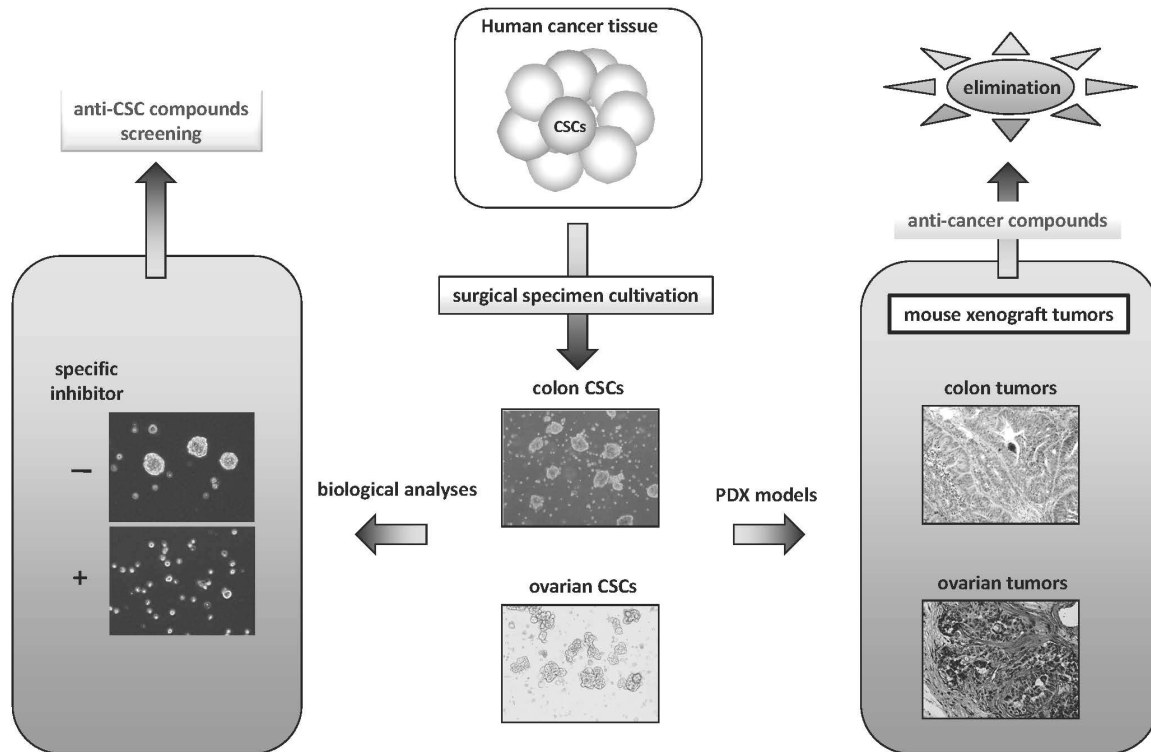 Human cancer tissue
CSCs
elimination
anti-CSC compounds
screening
anti-cancer compounds
surgical specimen cultivation
mouse xenograft tumors
specific
inhibitor
colon CSCs
colon tumors
–
biological analyses
PDX models
+
ovarian CSCs
ovarian tumors